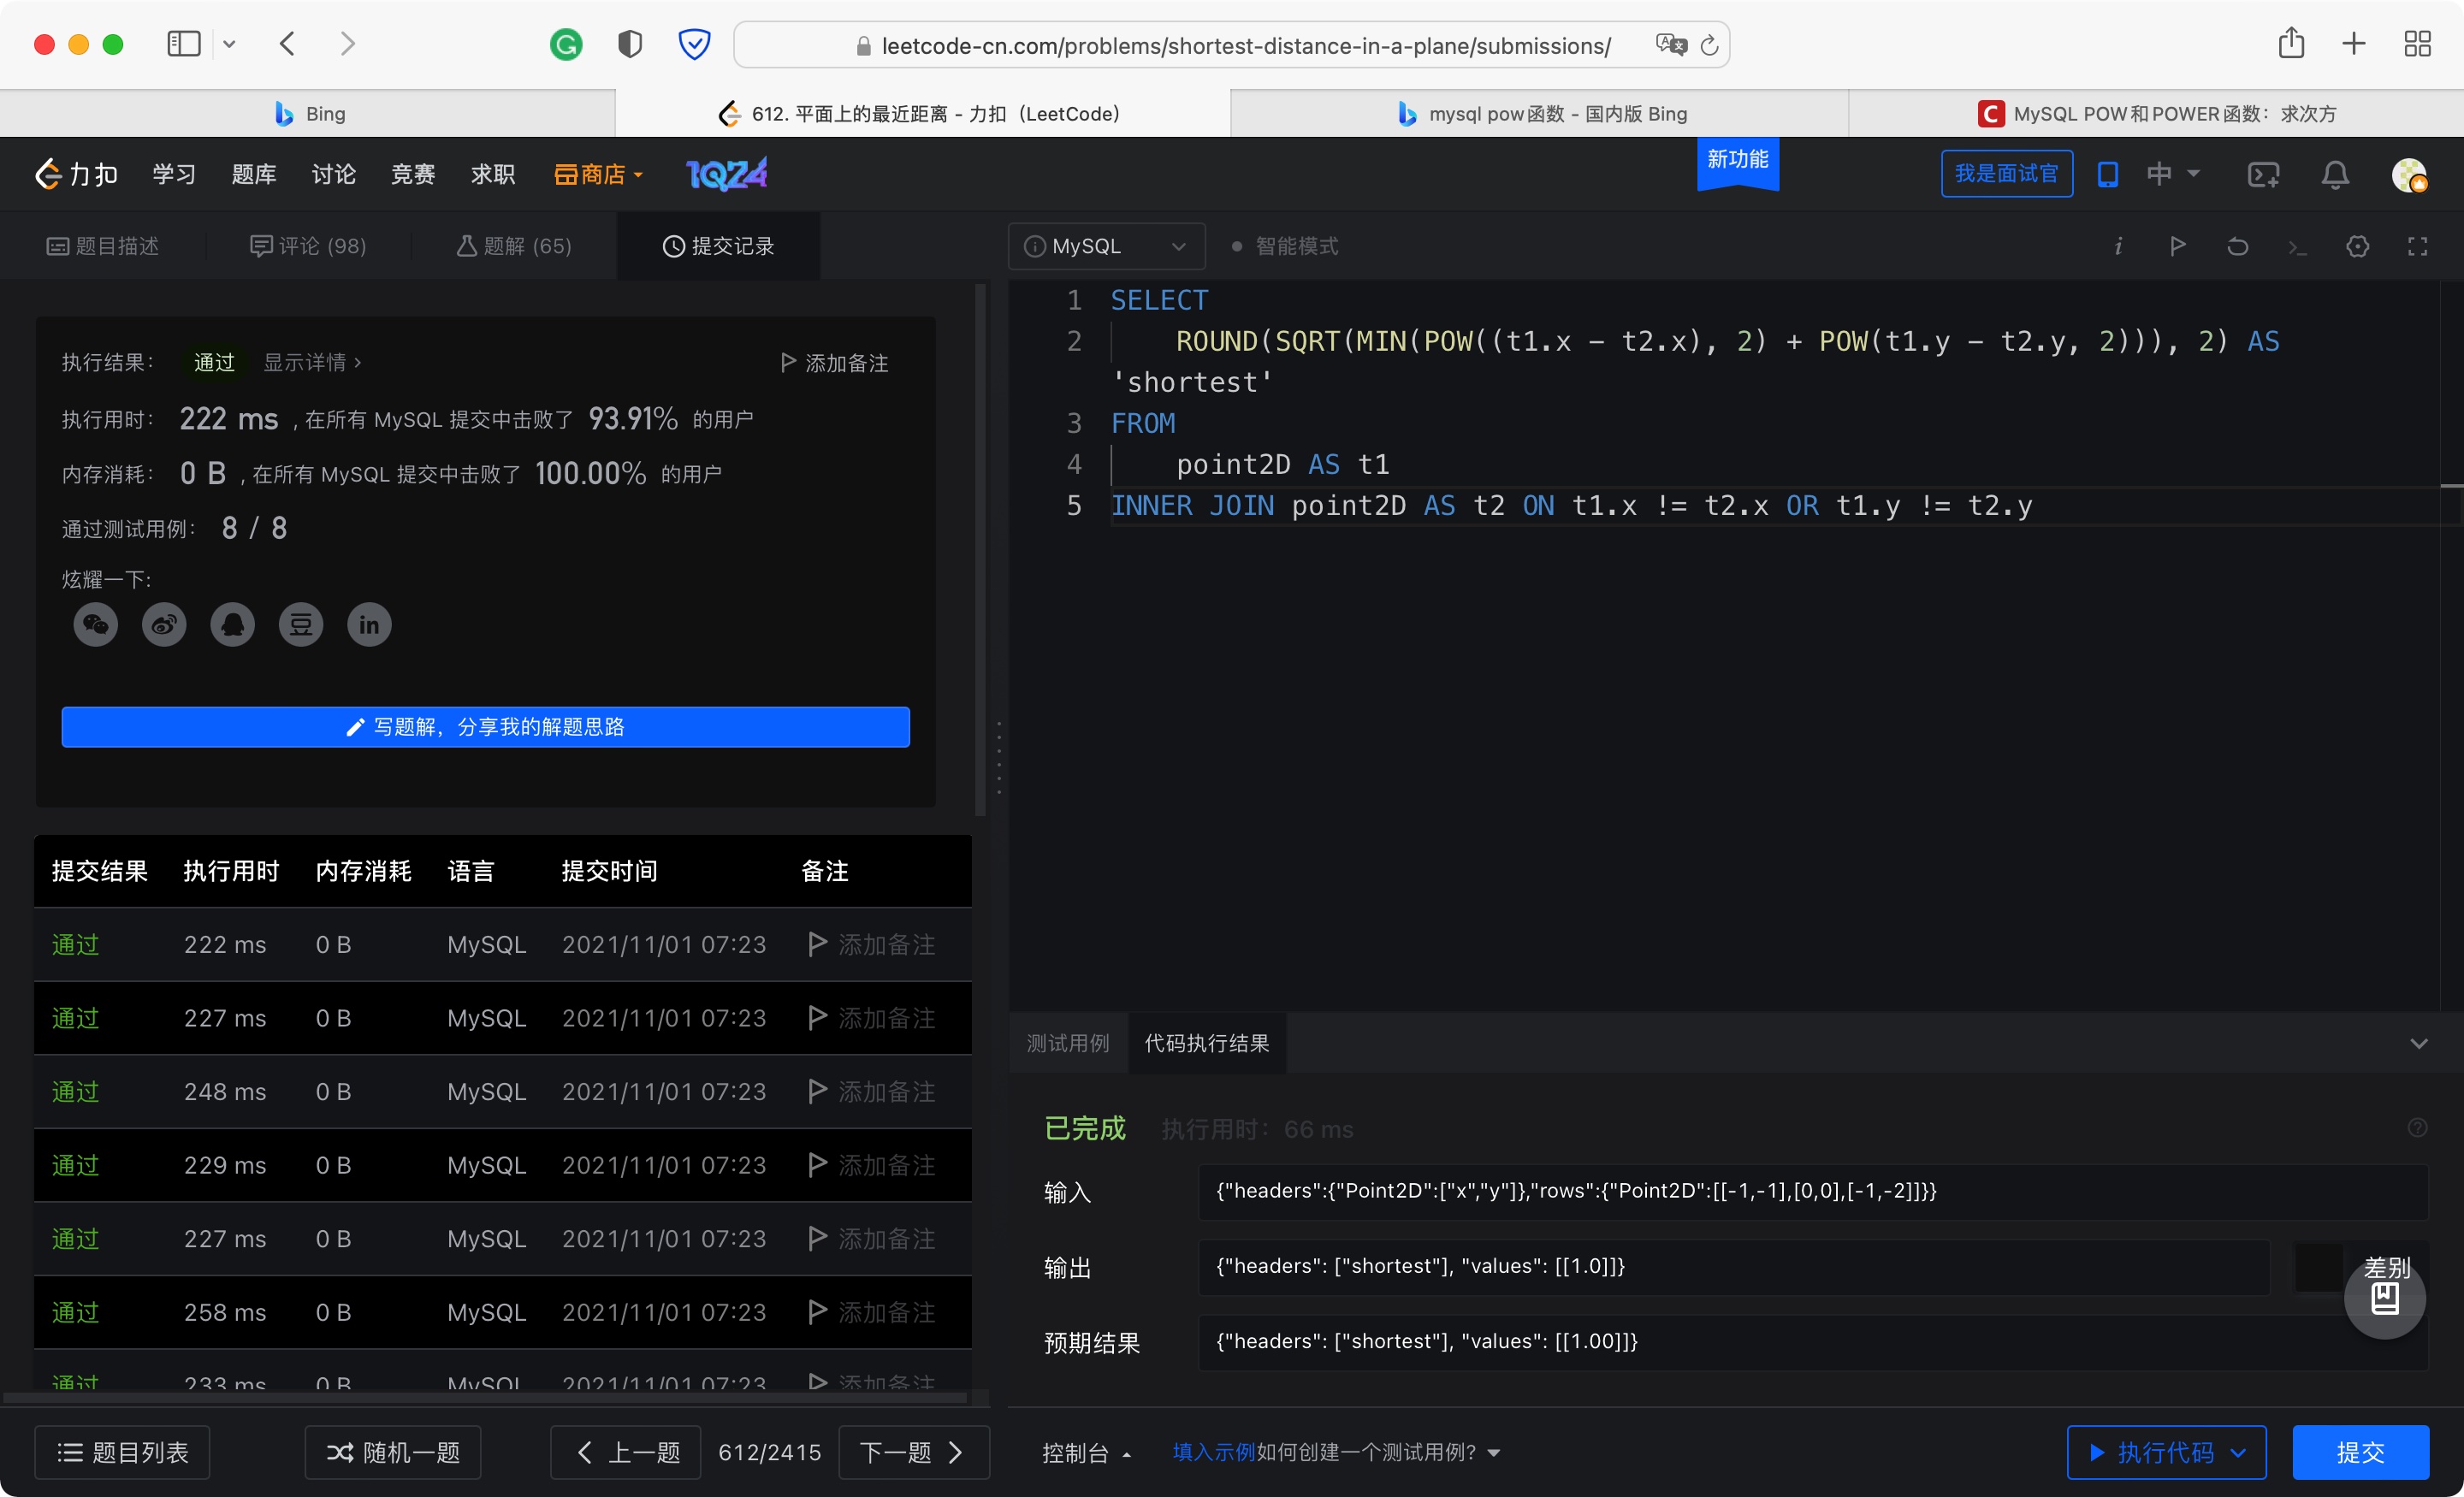 leetcode-cn.com/problems/shortest-distance-in-a-plane/submissions/
Bing
612. 平面上的最近距离 - 力扣（LeetCode）
mysql pow函数 - 国内版 Bing
MySQL POW和POWER函数：求次方
力扣
学习
题库
讨论
竞赛
求职
商店
1024
新功能
我是面试官
中
题目描述
评论 (98)
题解 (65)
提交记录
MySQL
智能模式
执行结果：
通过
显示详情 >
添加备注
执行用时：
222 ms
, 在所有 MySQL 提交中击败了
93.91%
的用户
内存消耗：
0 B
, 在所有 MySQL 提交中击败了
100.00%
的用户
通过测试用例：
8 / 8
炫耀一下:
写题解，分享我的解题思路
提交结果 执行用时 内存消耗 语言 提交时间 备注
通过 222 ms 0 B MySQL 2021/11/01 07:23 添加备注
通过 227 ms 0 B MySQL 2021/11/01 07:23 添加备注
通过 248 ms 0 B MySQL 2021/11/01 07:23 添加备注
通过 229 ms 0 B MySQL 2021/11/01 07:23 添加备注
通过 227 ms 0 B MySQL 2021/11/01 07:23 添加备注
通过 258 ms 0 B MySQL 2021/11/01 07:23 添加备注
通过 233 ms 0 B MySQL 2021/11/01 07:23 添加备注
题目列表
随机一题
上一题
612/2415
下一题
1 SELECT
2 ROUND(SQRT(MIN(POW((t1.x - t2.x), 2) + POW(t1.y - t2.y, 2))), 2) AS
'shortest'
3 FROM
4 point2D AS t1
5 INNER JOIN point2D AS t2 ON t1.x != t2.x OR t1.y != t2.y
测试用例
代码执行结果
已完成
执行用时：66 ms
输入
{"headers":{"Point2D":["x","y"]},"rows":{"Point2D":[[-1,-1],[0,0],[-1,-2]]}}
输出
{"headers": ["shortest"], "values": [[1.0]]}
差别
预期结果
{"headers": ["shortest"], "values": [[1.00]]}
控制台
填入示例
如何创建一个测试用例?
执行代码
提交